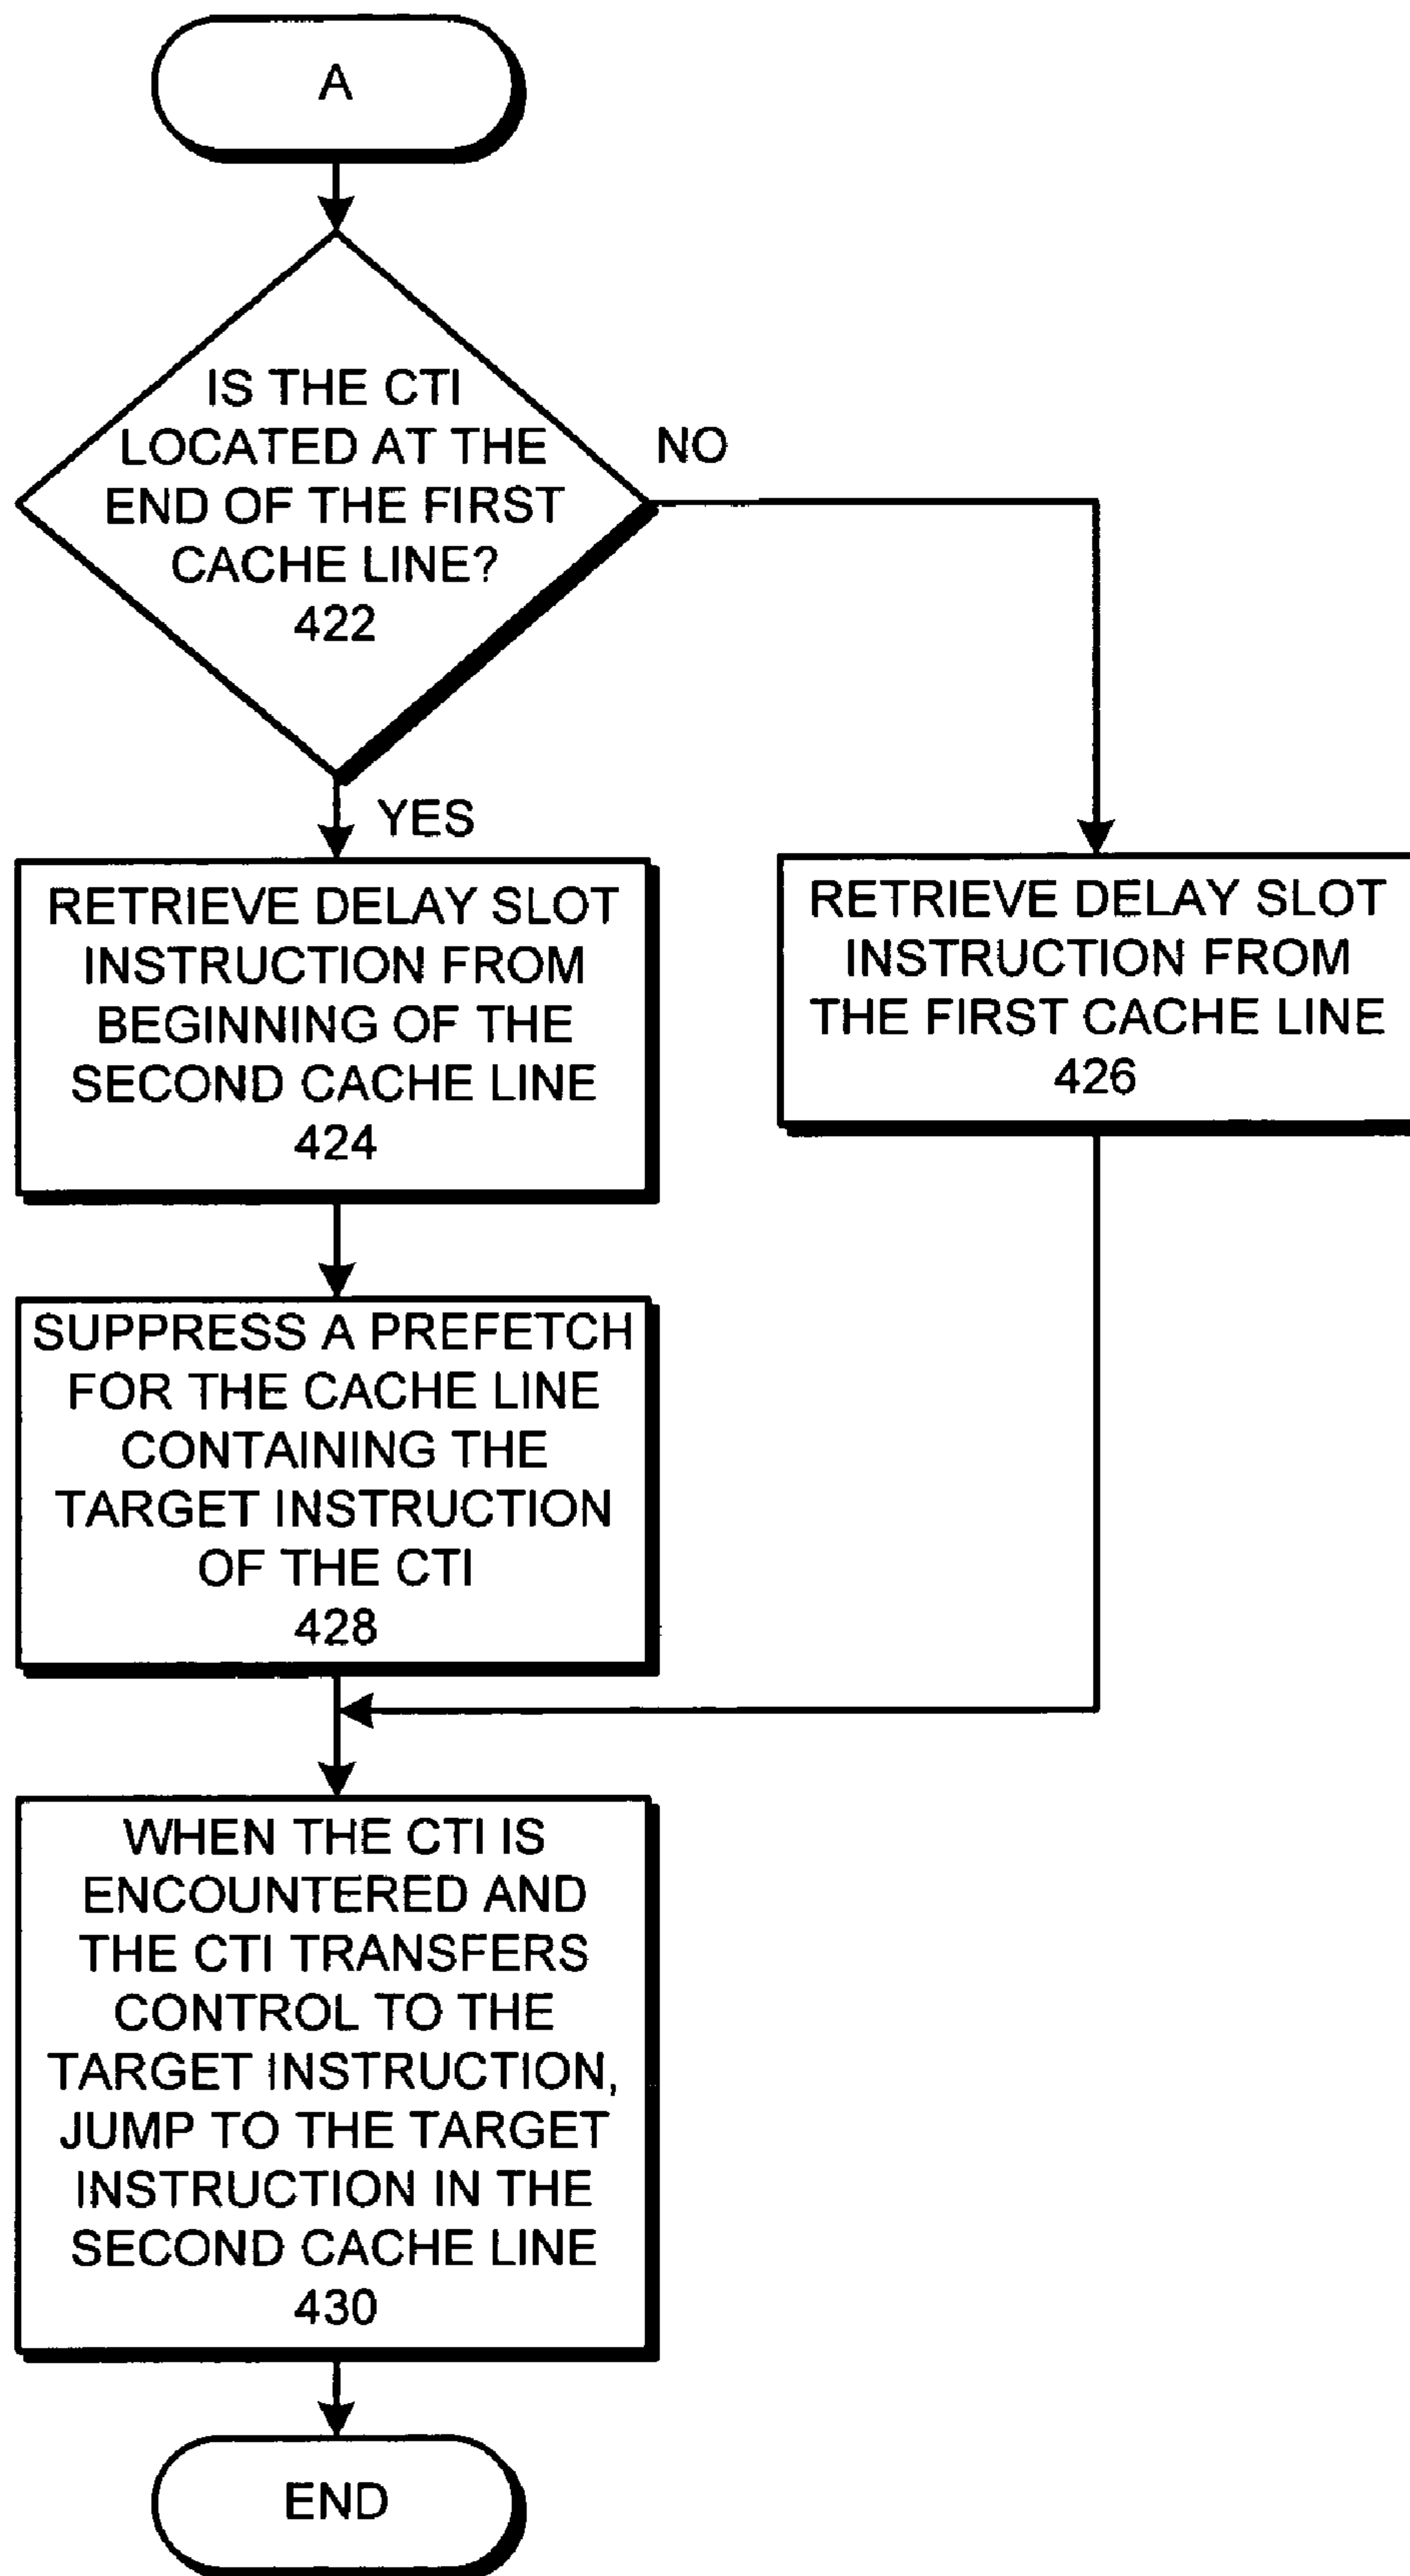 A
IS THE CTI
LOCATED AT THE
END OF THE FIRST
CACHE LINE?
422
NO
YES
RETRIEVE DELAY SLOT
INSTRUCTION FROM
BEGINNING OF THE
SECOND CACHE LINE
424
RETRIEVE DELAY SLOT
INSTRUCTION FROM
THE FIRST CACHE LINE
426
SUPPRESS A PREFETCH
FOR THE CACHE LINE
CONTAINING THE
TARGET INSTRUCTION
OF THE CTI
428
WHEN THE CTI IS
ENCOUNTERED AND
THE CTI TRANSFERS
CONTROL TO THE
TARGET INSTRUCTION,
JUMP TO THE TARGET
INSTRUCTION IN THE
SECOND CACHE LINE
430
END